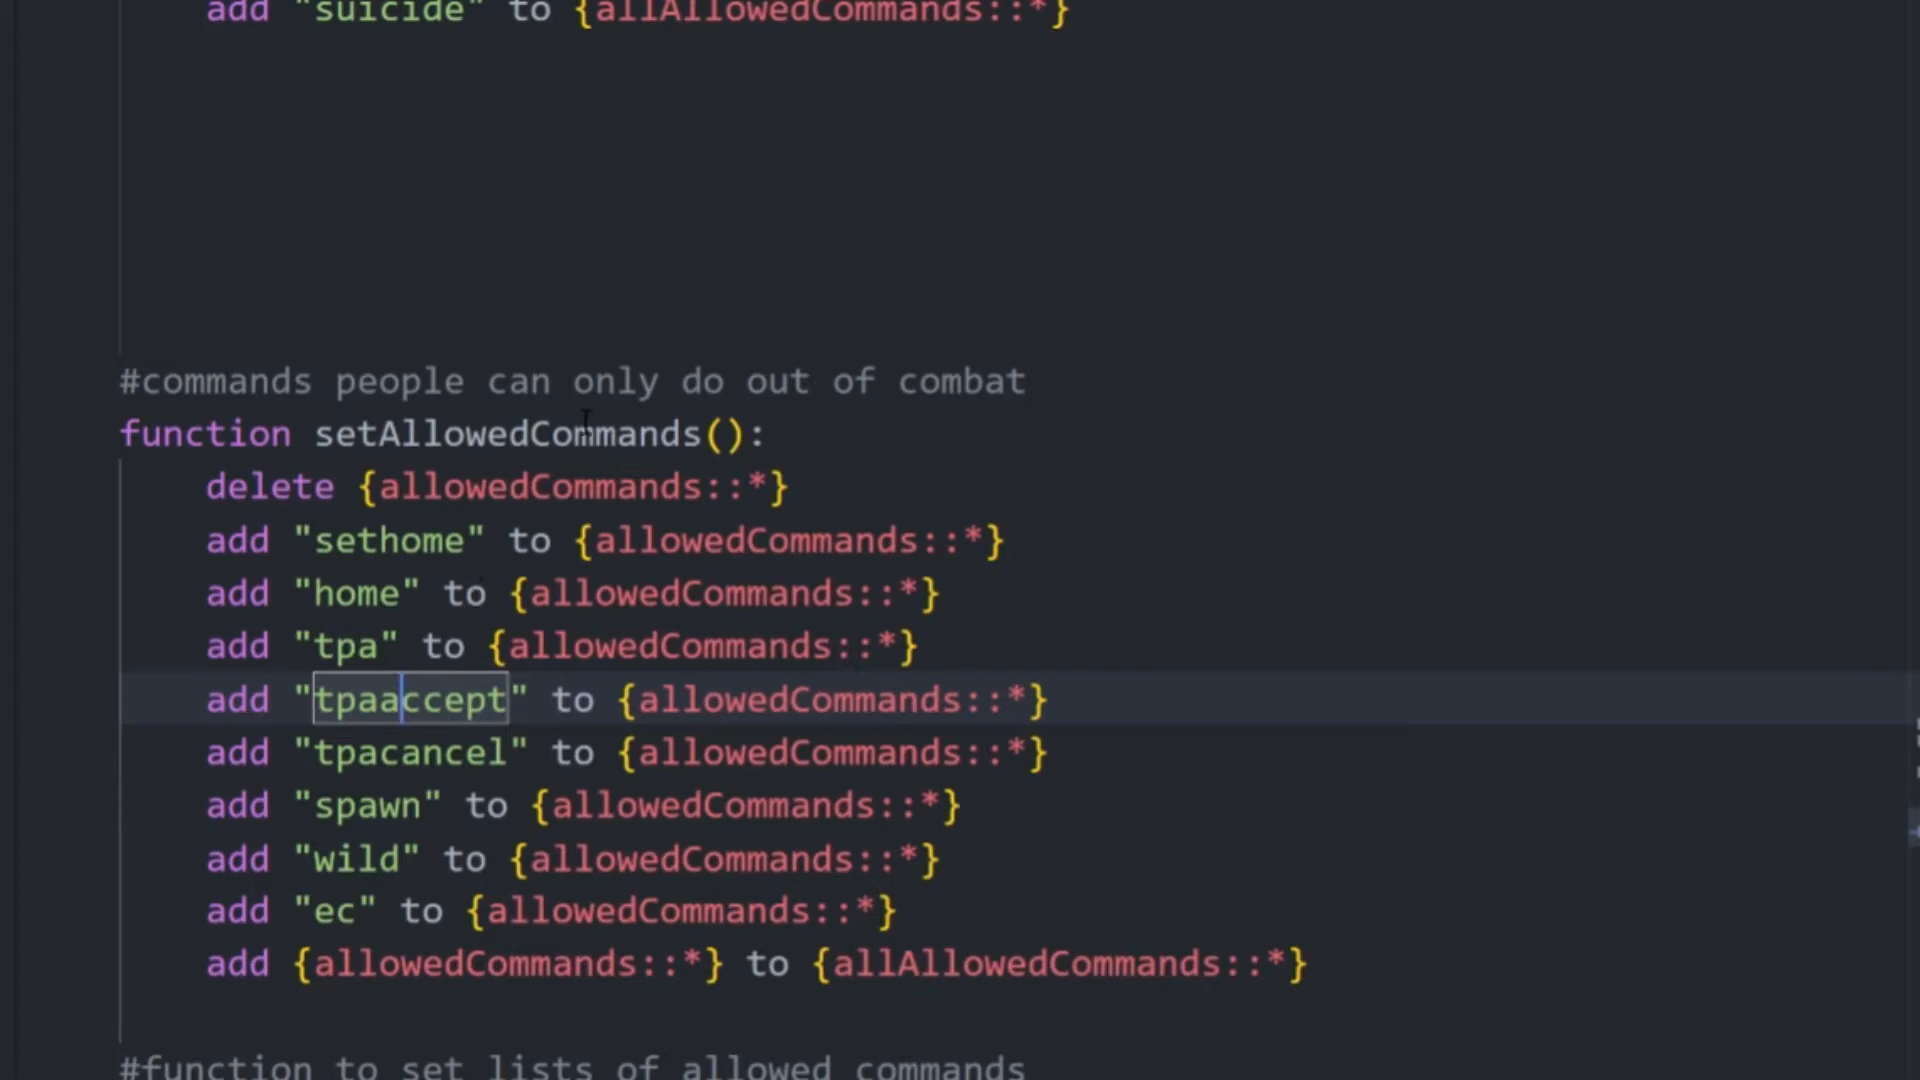 add "suicide" to {allAllowedCommands::*}
#commands people can only do out of combat
function setAllowedCommands():
delete {allowedCommands::*}
add "sethome" to {allowedCommands::*}
add "home" to {allowedCommands::*}
add "tpa" to {allowedCommands::*}
add "tpaaccept" to {allowedCommands::*}
add "tpacancel" to {allowedCommands::*}
add "spawn" to {allowedCommands::*}
add "wild" to {allowedCommands::*}
add "ec" to {allowedCommands::*}
add {allowedCommands::*} to {allAllowedCommands::*}
#function to set lists of allowed commands